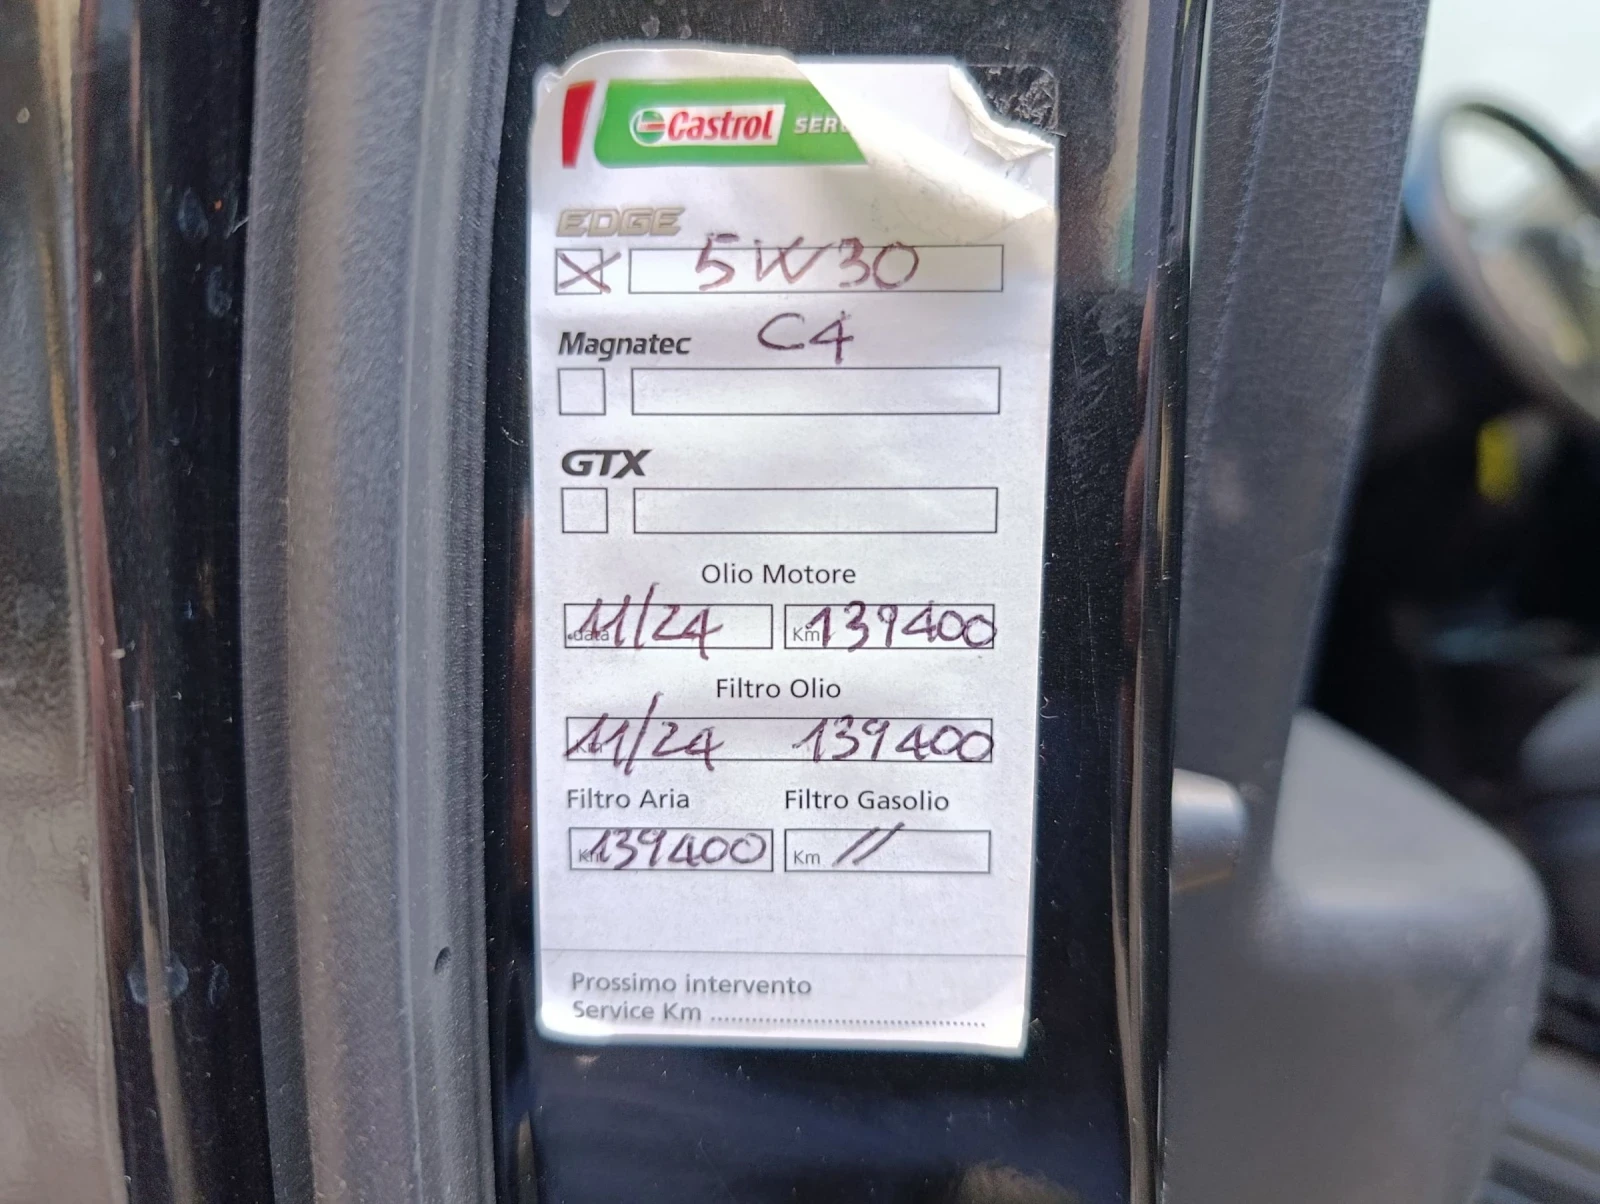 Castrol
EDGE
5W30
Magnatec C4
GTX
Olio Motore
data 11/24 Km 139400
Filtro Olio
Km 11/24 139400
Filtro Aria Filtro Gasolio
Km 139400 Km //
Prossimo intervento
Service Km ........................................